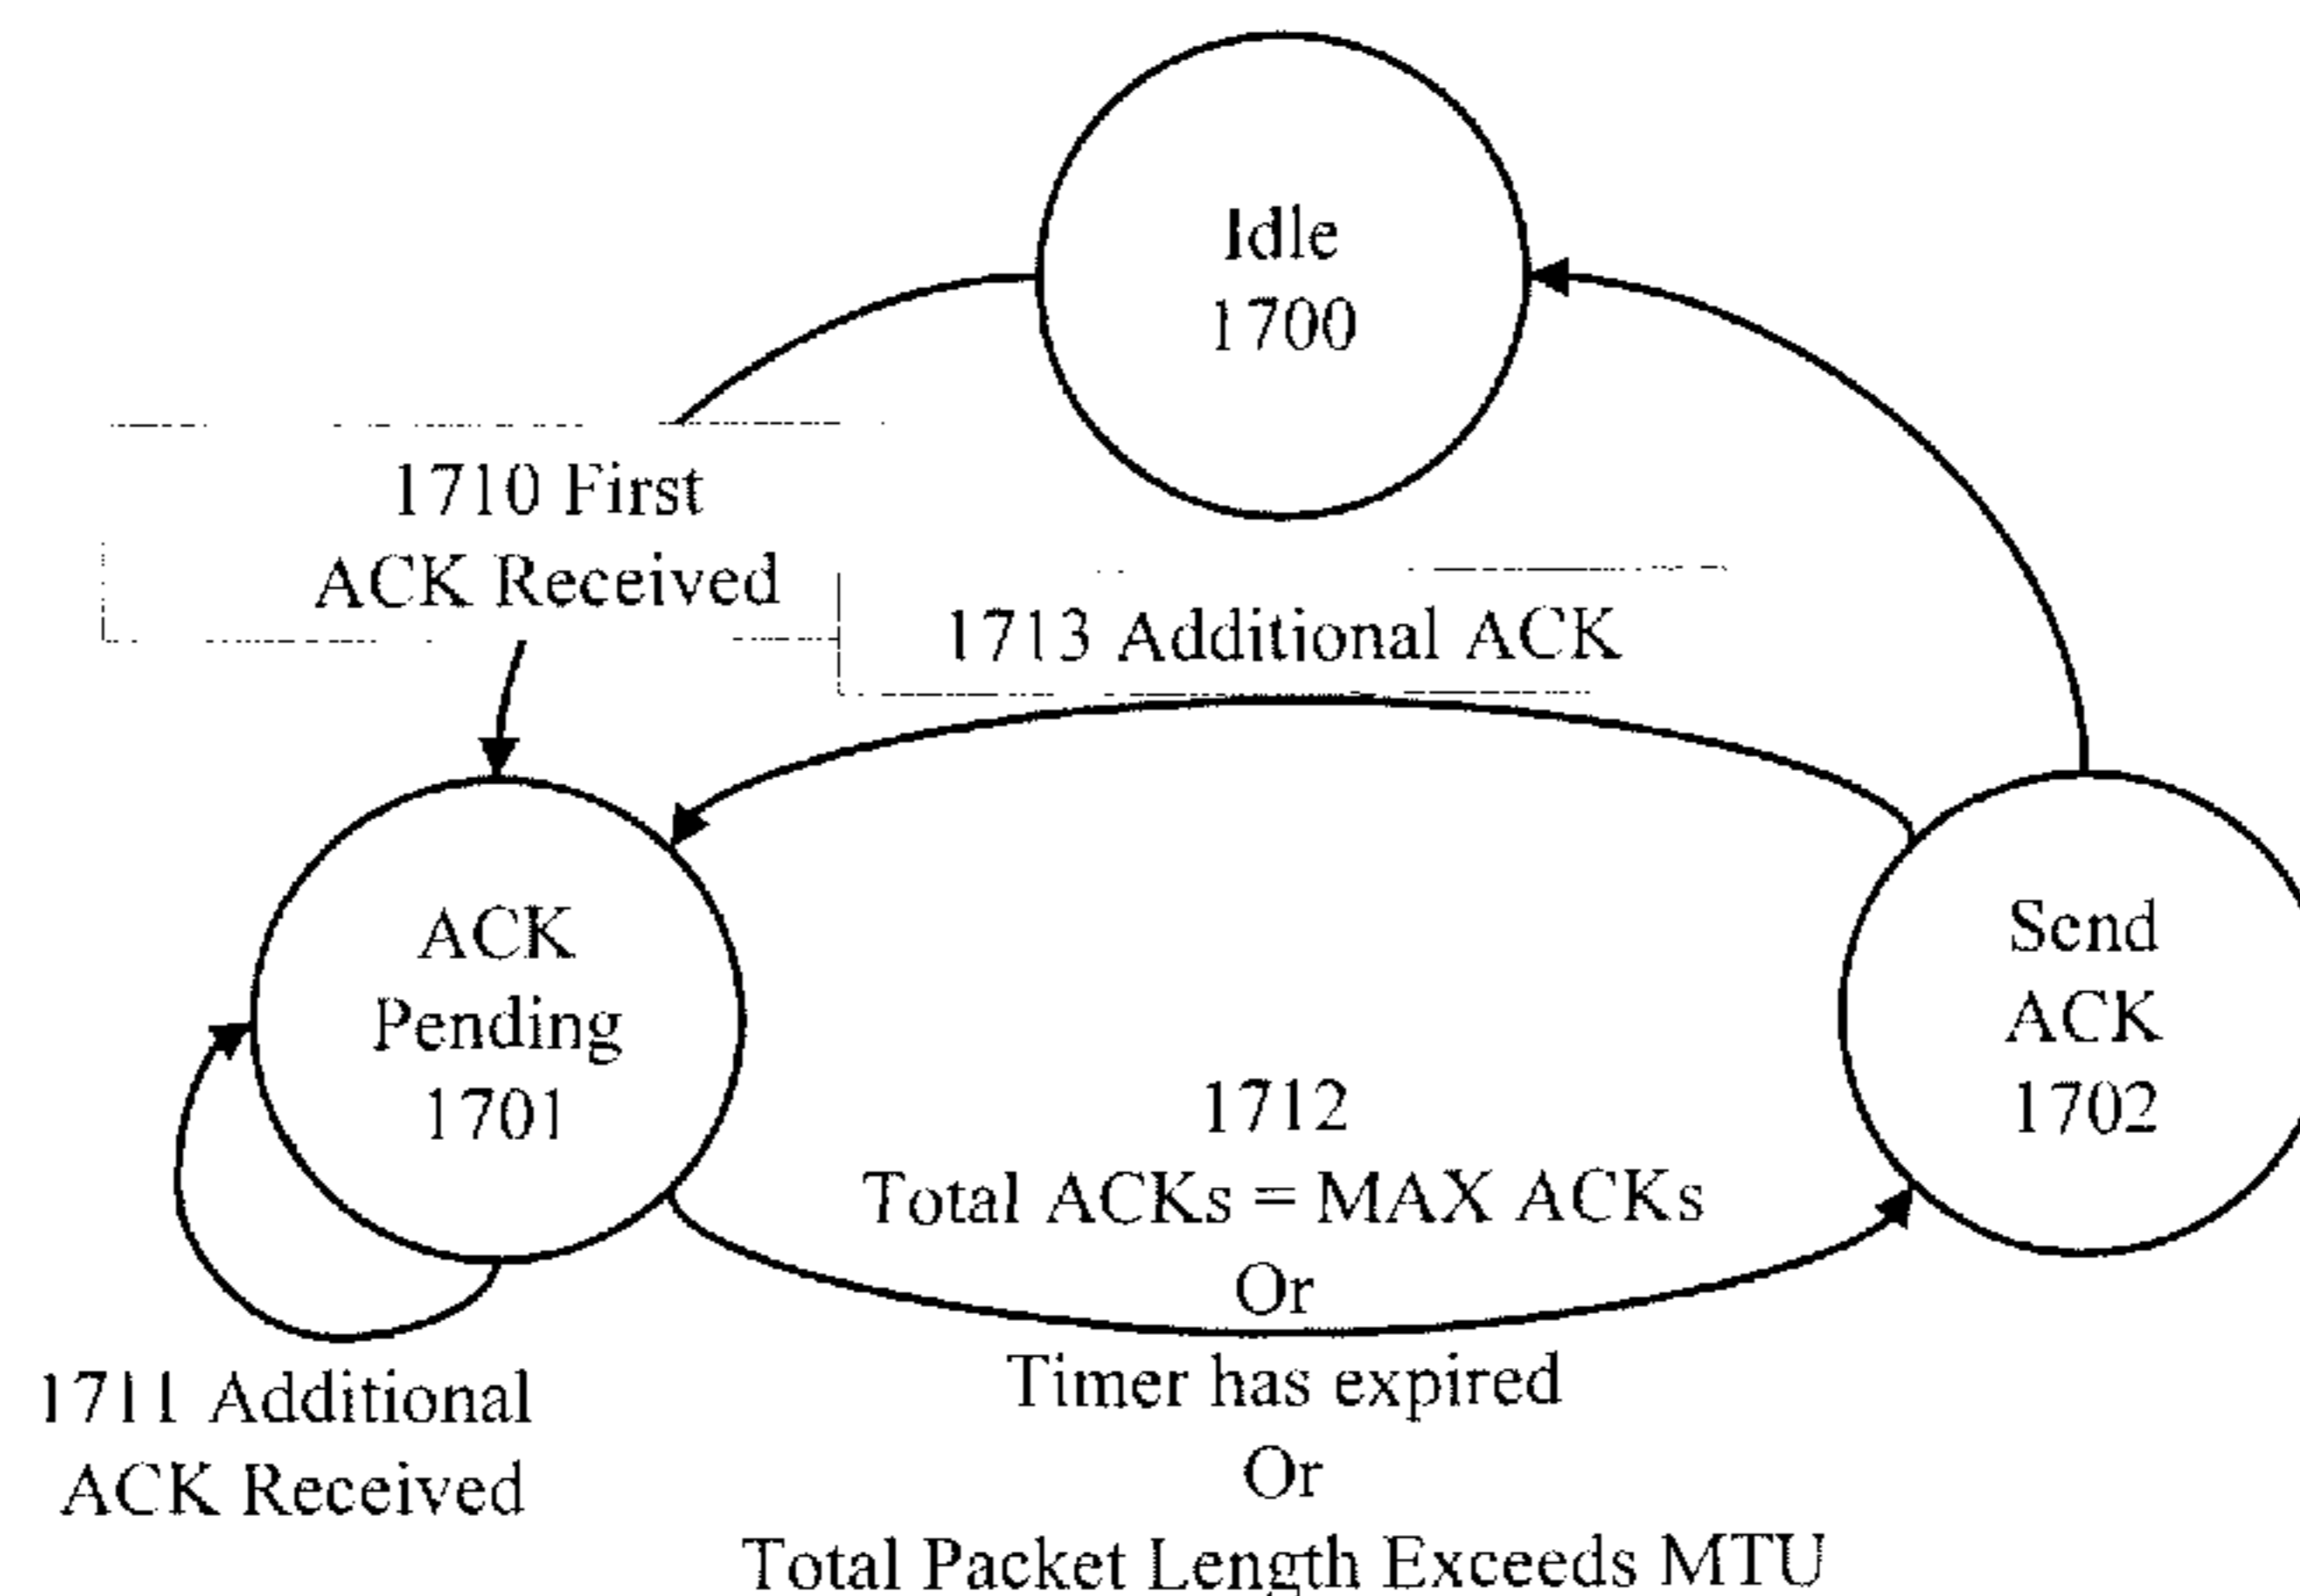 Idle
1700
1710 First
ACK Received
1713 Additional ACK
ACK
Pending
1701
Send
ACK
1702
1712
Total ACKs = MAX ACKs
Or
Timer has expired
Or
Total Packet Length Exceeds MTU
1711 Additional
ACK Received